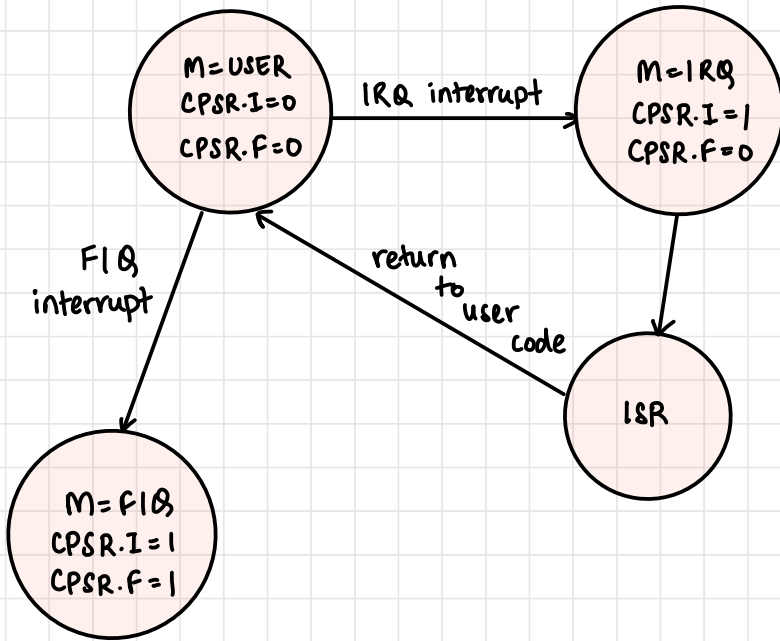 M=USER
CPSR.I=0
CPSR.F=0
IRQ interrupt
M=IRQ
CPSR.I=1
CPSR.F=0
FIQ
interrupt
return
to
user
code
ISR
M=FIQ
CPSR.I=1
CPSR.F=1